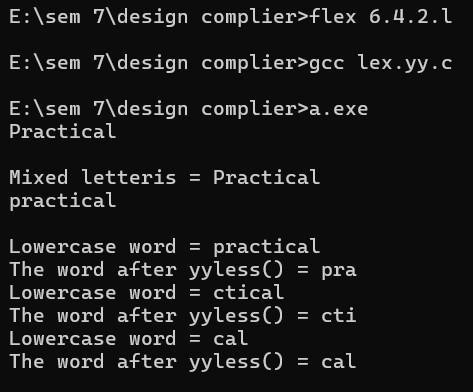 E:\sem 7\design complier>flex 6.4.2.l
E:\sem 7\design complier>gcc lex.yy.c
E:\sem 7\design complier>a.exe
Practical
Mixed letteris = Practical
practical
Lowercase word = practical
The word after yyless() = pra
Lowercase word = ctical
The word after yyless() = cti
Lowercase word = cal
The word after yyless() = cal